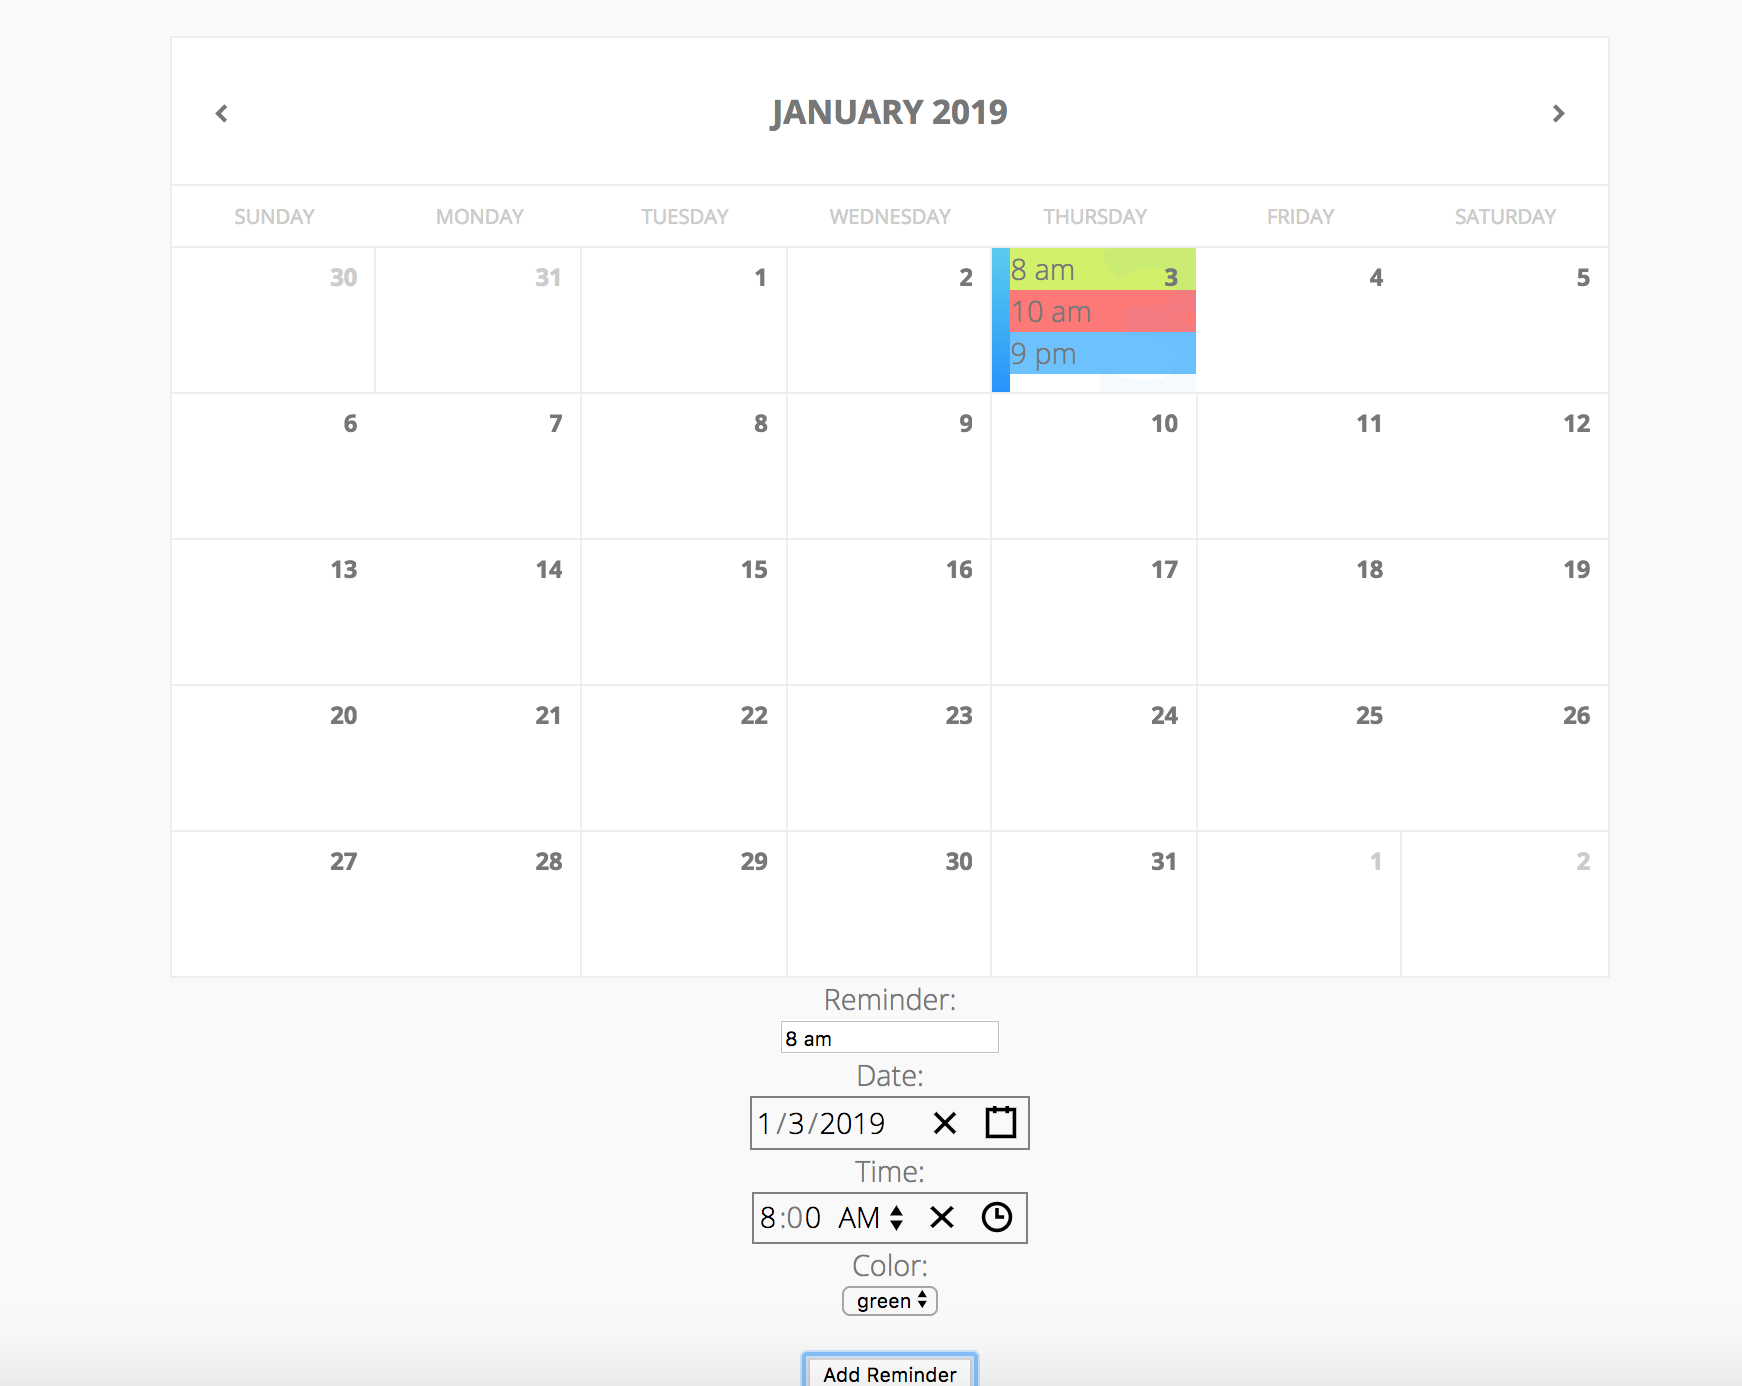 JANUARY 2019
SUNDAY MONDAY TUESDAY WEDNESDAY THURSDAY FRIDAY SATURDAY
30 31 1 2 3 4 5
8 am
10 am
9 pm
6 7 8 9 10 11 12
13 14 15 16 17 18 19
20 21 22 23 24 25 26
27 28 29 30 31 1 2
Reminder:
8 am
Date:
1/3/2019
Time:
8:00 AM
Color:
green
Add Reminder